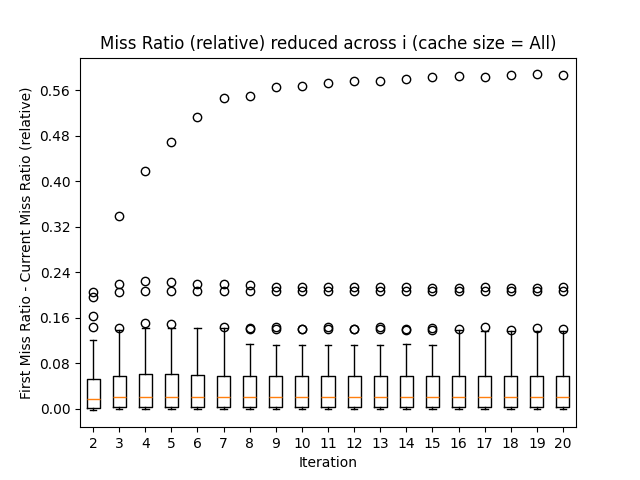 Miss Ratio (relative) reduced across i (cache size = All)
First Miss Ratio - Current Miss Ratio (relative)
0.56
0.48
0.40
0.32
0.24
0.16
0.08
0.00
2 3 4 5 6 7 8 9 10 11 12 13 14 15 16 17 18 19 20
Iteration